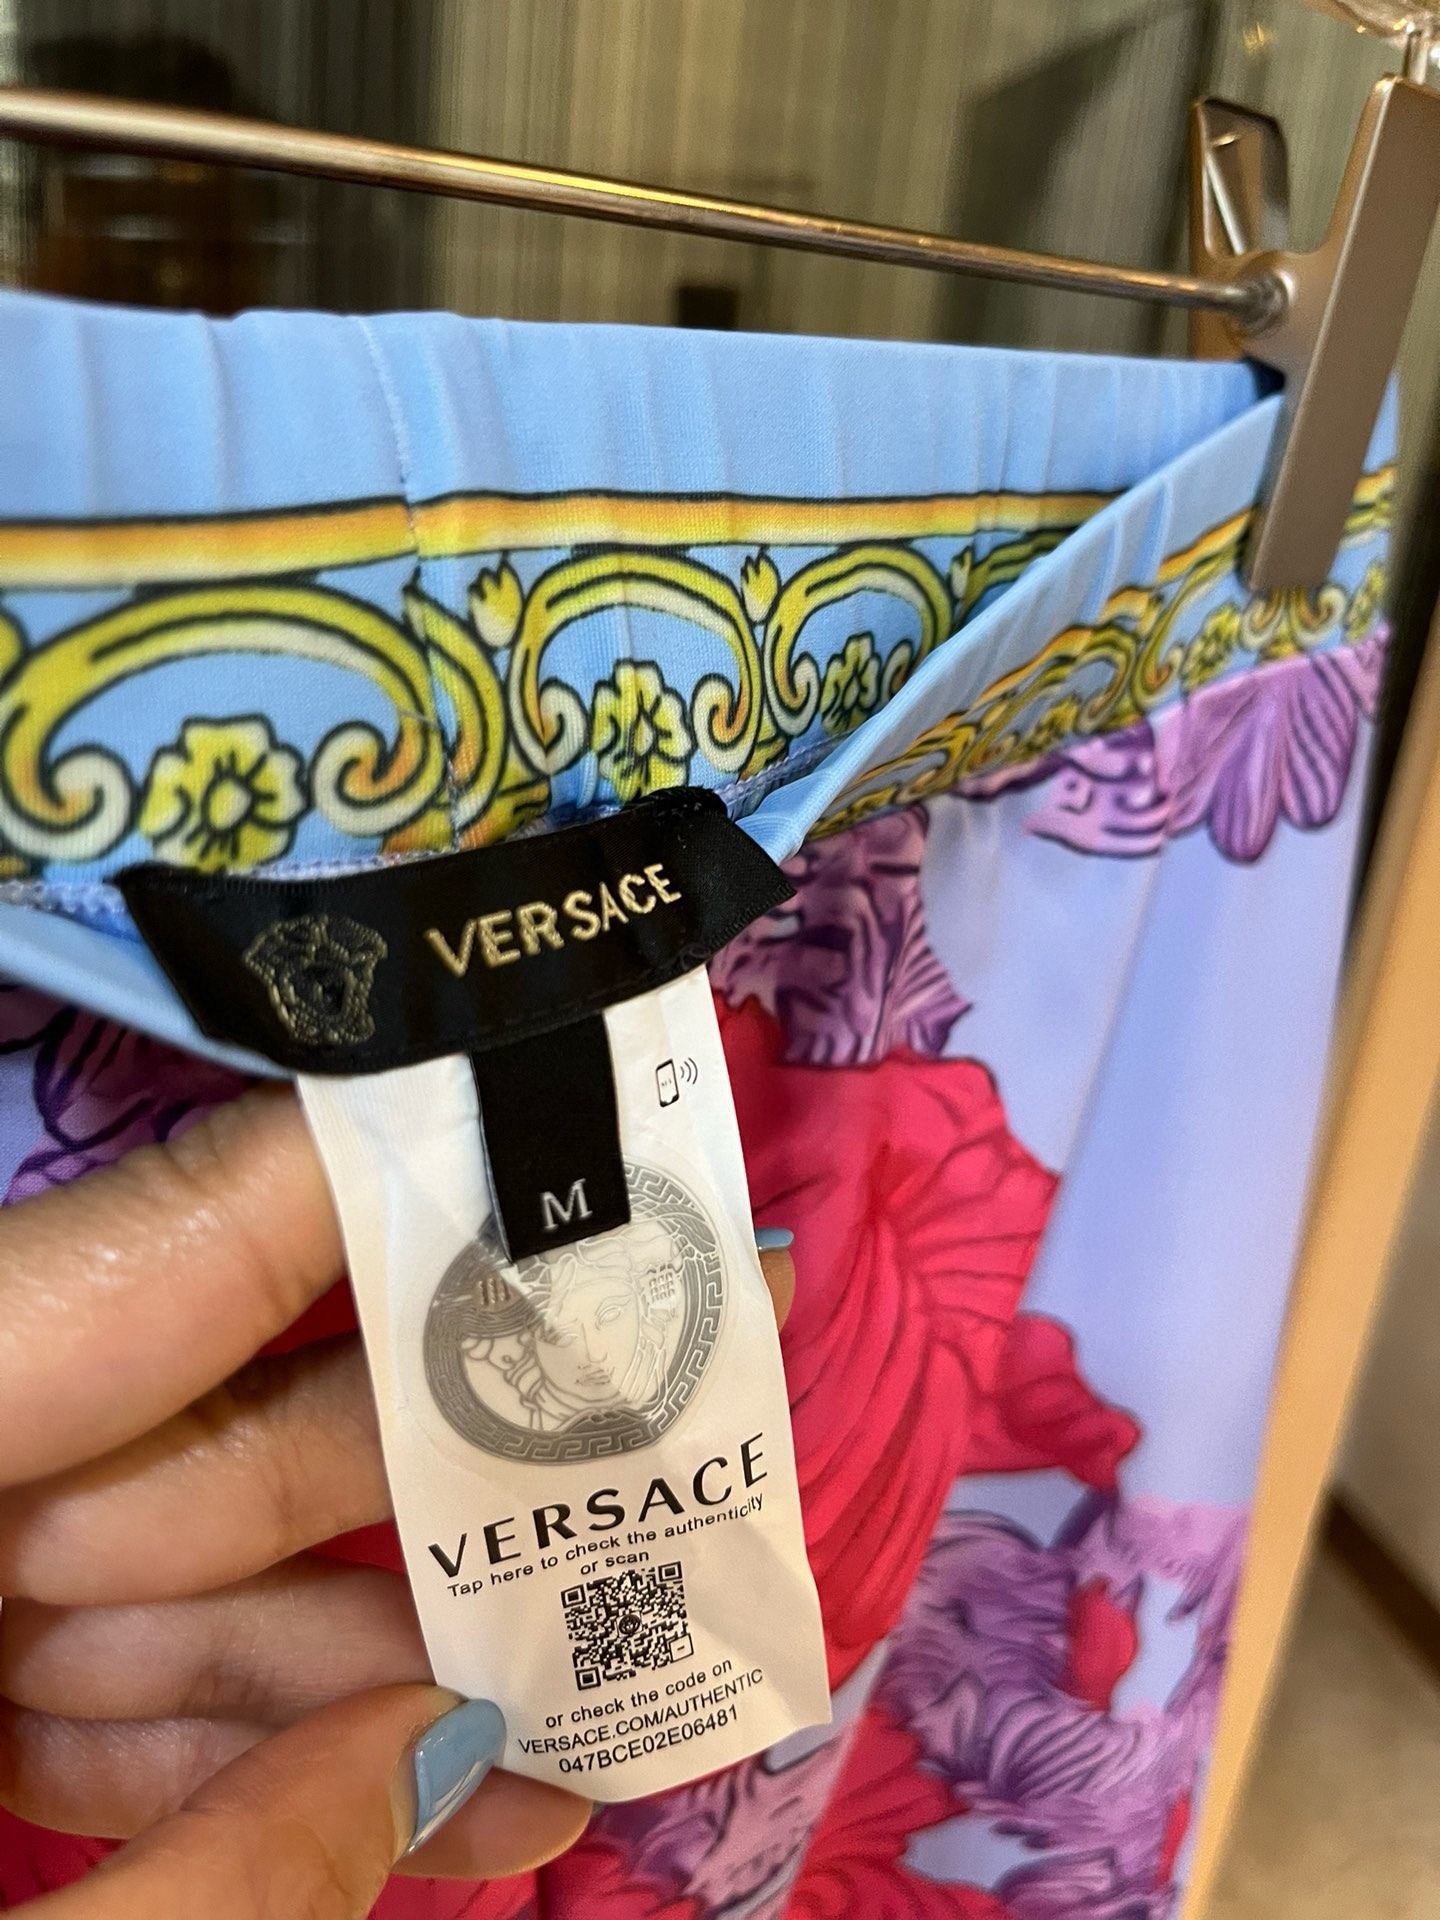 VERSACE
M
VERSACE
Tap here to check the authenticity
or scan
or check the code on
VERSACE.COM/AUTHENTIC
047BCE02E06481